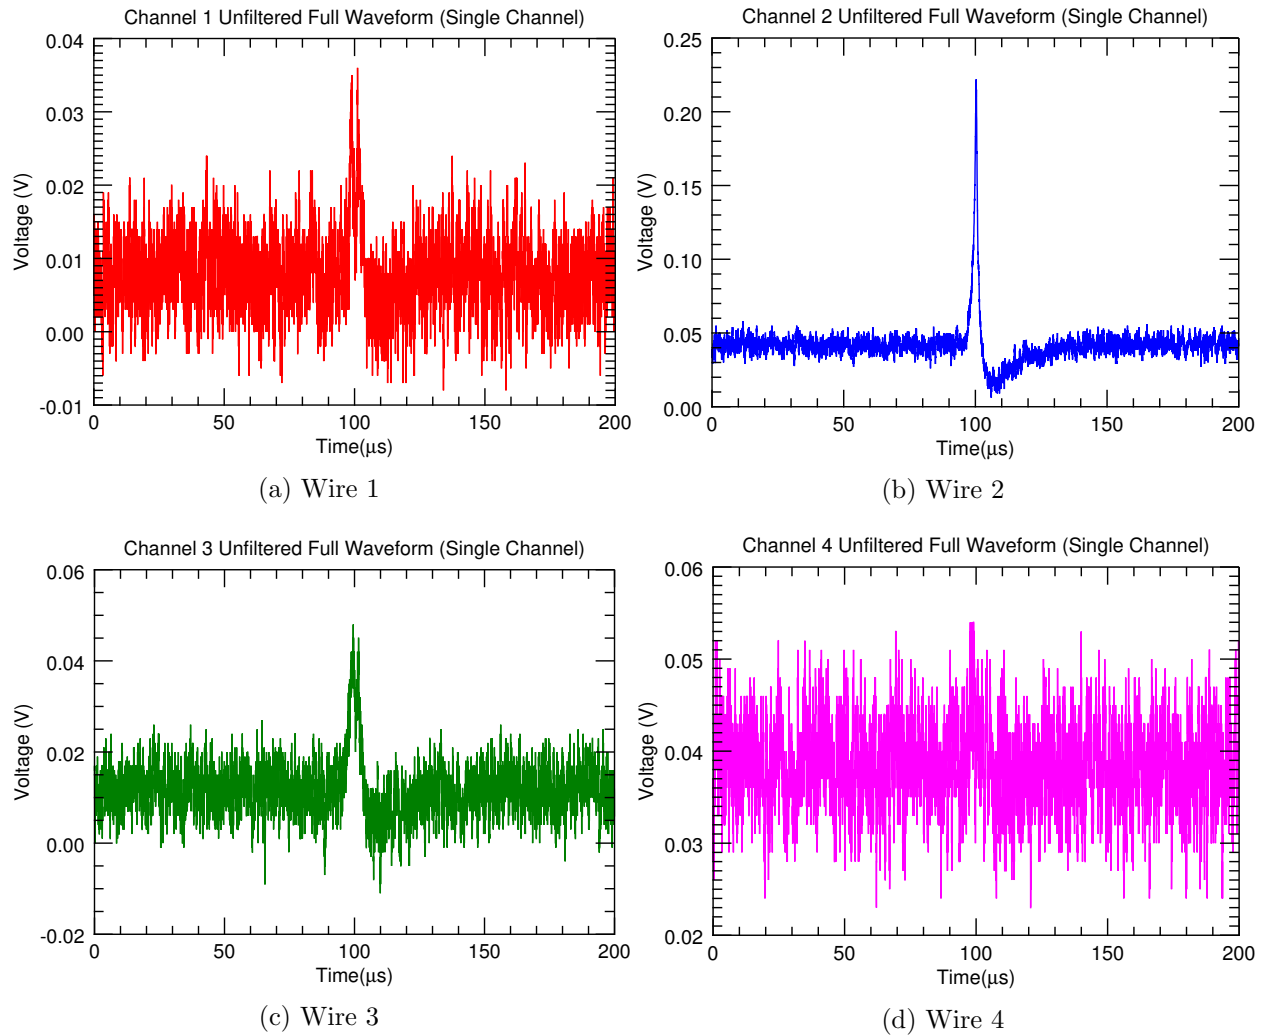 Channel 1 Unfiltered Full Waveform (Single Channel)
0.04
0.03
0.02
0.01
0.00
-0.01
Voltage (V)
0 50 100 150 200
Time(μs)
(a) Wire 1
Channel 2 Unfiltered Full Waveform (Single Channel)
0.25
0.20
0.15
0.10
0.05
0.00
Voltage (V)
0 50 100 150 200
Time(μs)
(b) Wire 2
Channel 3 Unfiltered Full Waveform (Single Channel)
0.06
0.04
0.02
0.00
-0.02
Voltage (V)
0 50 100 150 200
Time(μs)
(c) Wire 3
Channel 4 Unfiltered Full Waveform (Single Channel)
0.06
0.05
0.04
0.03
0.02
Voltage (V)
0 50 100 150 200
Time(μs)
(d) Wire 4